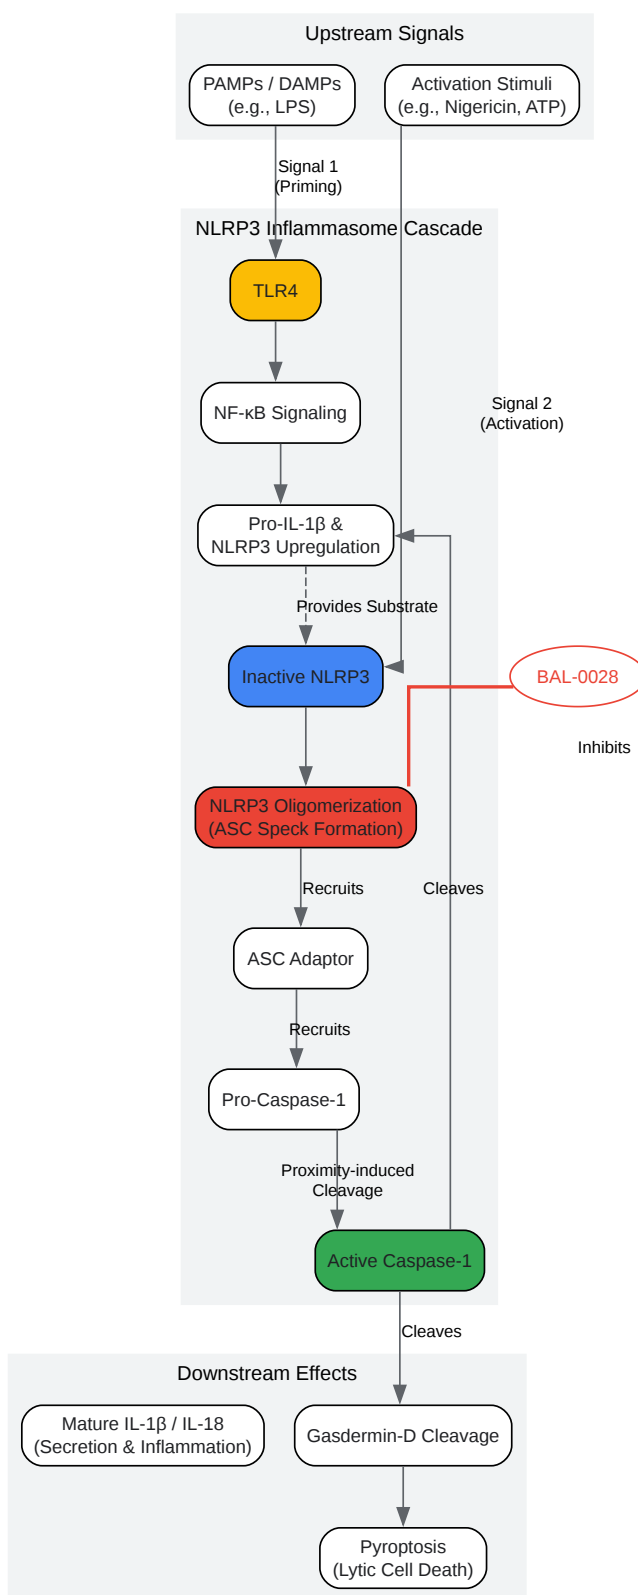 Upstream Signals
PAMPs / DAMPs
(e.g., LPS)
Activation Stimuli
(e.g., Nigericin, ATP)
Signal 1
(Priming)
NLRP3 Inflammasome Cascade
TLR4
Signal 2
(Activation)
NF-κB Signaling
Pro-IL-1β &
NLRP3 Upregulation
Provides Substrate
Inactive NLRP3
BAL-0028
Inhibits
NLRP3 Oligomerization
(ASC Speck Formation)
Recruits
Cleaves
ASC Adaptor
Recruits
Pro-Caspase-1
Proximity-induced
Cleavage
Active Caspase-1
Cleaves
Downstream Effects
Mature IL-1β / IL-18
(Secretion & Inflammation)
Gasdermin-D Cleavage
Pyroptosis
(Lytic Cell Death)